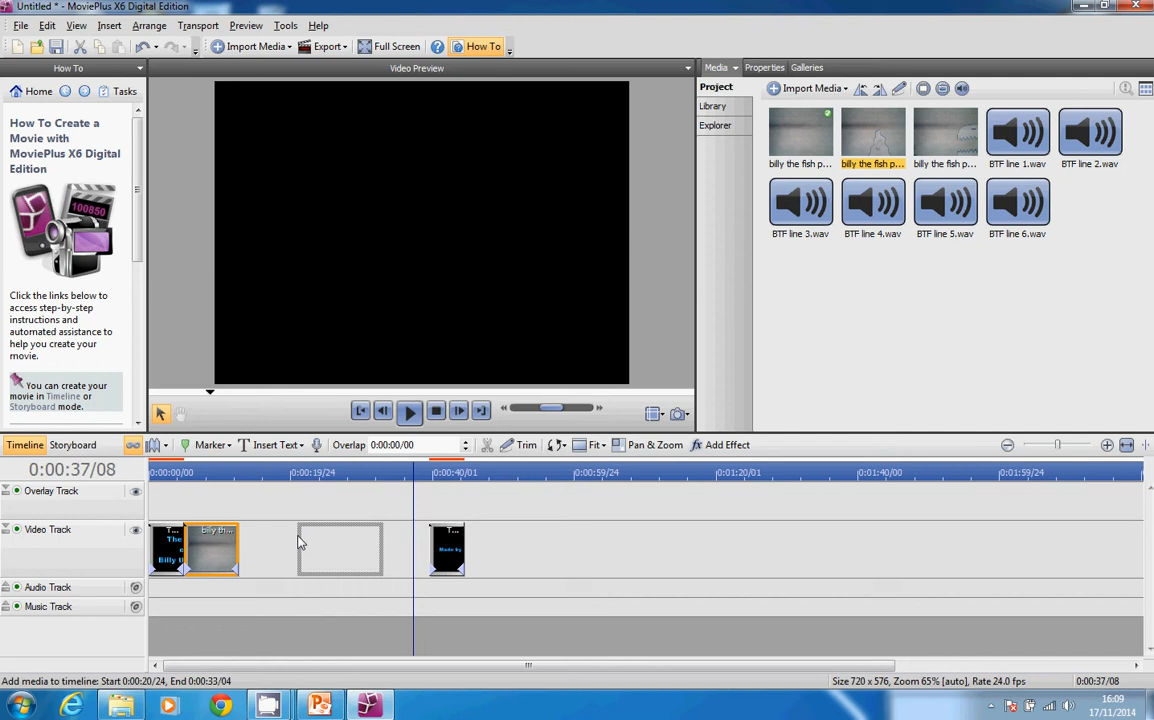 Untitled * - MoviePlus X6 Digital Edition
File Edit View Insert Arrange Transport Preview Tools Help
Import Media Export Full Screen How To
How To
Video Preview
Media Properties Galleries
Home Tasks
Project
Library
Explorer
Import Media
How To Create a
Movie with
MoviePlus X6 Digital
Edition
100850
Click the links below to
access step-by-step
instructions and
automated assistance to
help you create your
movie.
You can create your
movie in Timeline or
Storyboard mode.
billy the fish p... billy the fish p... billy the fish p... BTF line 1.wav BTF line 2.wav
BTF line 3.wav BTF line 4.wav BTF line 5.wav BTF line 6.wav
Timeline Storyboard Marker Insert Text Overlap 0:00:00/00 Trim Fit Pan & Zoom fx Add Effect
0:00:37/08
0:00:00/00 0:00:19/24 0:00:40/01 0:00:59/24 0:01:20/01 0:01:40/00 0:01:59/24
Overlay Track
Video Track
T... billy th... T...
The
Billy t
Made by
Audio Track
Music Track
Add media to timeline: Start 0:00:20/24, End 0:00:33/04
Size 720 x 576, Zoom 65% [auto], Rate 24.0 fps
0:00:37/08
16:09
17/11/2014